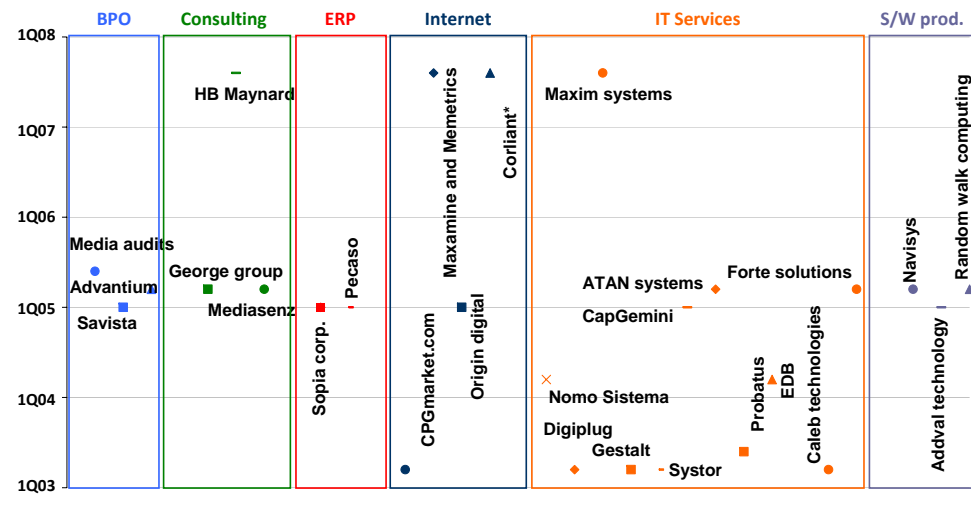 BPO
Consulting
ERP
Internet
IT Services
S/W prod.
1Q08
1Q07
1Q06
1Q05
1Q04
1Q03
Media audits
Advantium
Savista
HB Maynard
George group
Mediasenz
Sopia corp.
Pecaso
CPGmarket.com
Maxamine and Memetrics
Origin digital
Corliant*
Maxim systems
ATAN systems
CapGemini
Forte solutions
Nomo Sistema
Digiplug
Gestalt
Systor
Probatus
EDB
Caleb technologies
Navisys
Addval technology
Random walk computing